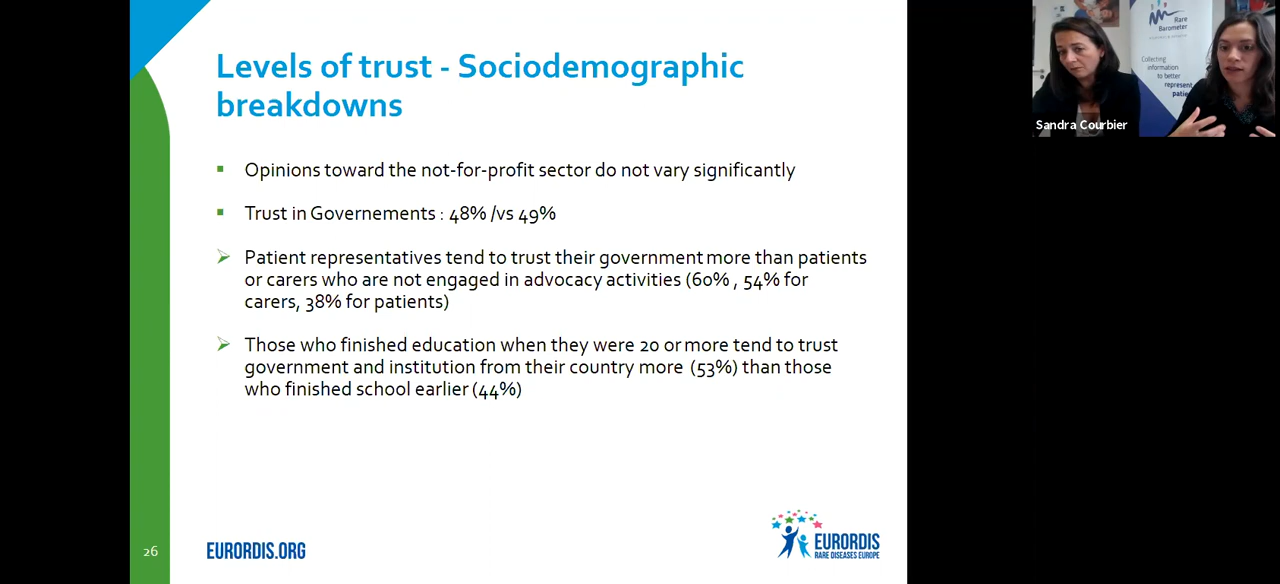 Levels of trust - Sociodemographic
breakdowns
Opinions toward the not-for-profit sector do not vary significantly
Trust in Governements : 48% /vs 49%
Patient representatives tend to trust their government more than patients
or carers who are not engaged in advocacy activities (60% , 54% for
carers, 38% for patients)
Those who finished education when they were 20 or more tend to trust
government and institution from their country more (53%) than those
who finished school earlier (44%)
26
EURORDIS.ORG
EURORDIS
RARE DISEASES EUROPE
Rare
Barometer
Collecting
information
to better
represent
Sandra Courbier